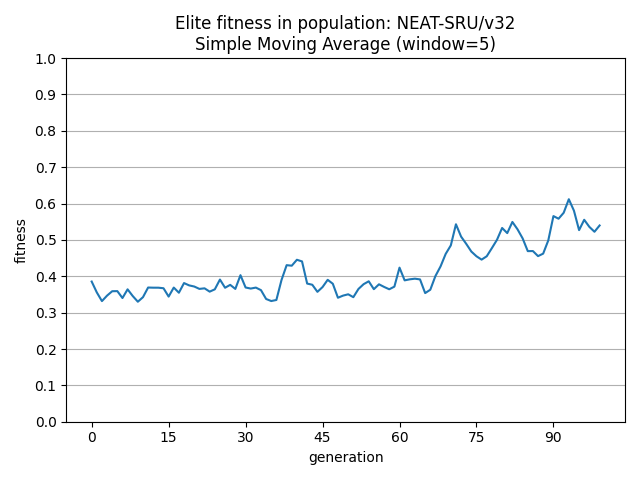 Elite fitness in population: NEAT-SRU/v32
Simple Moving Average (window=5)
1.0
0.9
0.8
0.7
0.6
0.5
0.4
0.3
0.2
0.1
0.0
fitness
0 15 30 45 60 75 90
generation